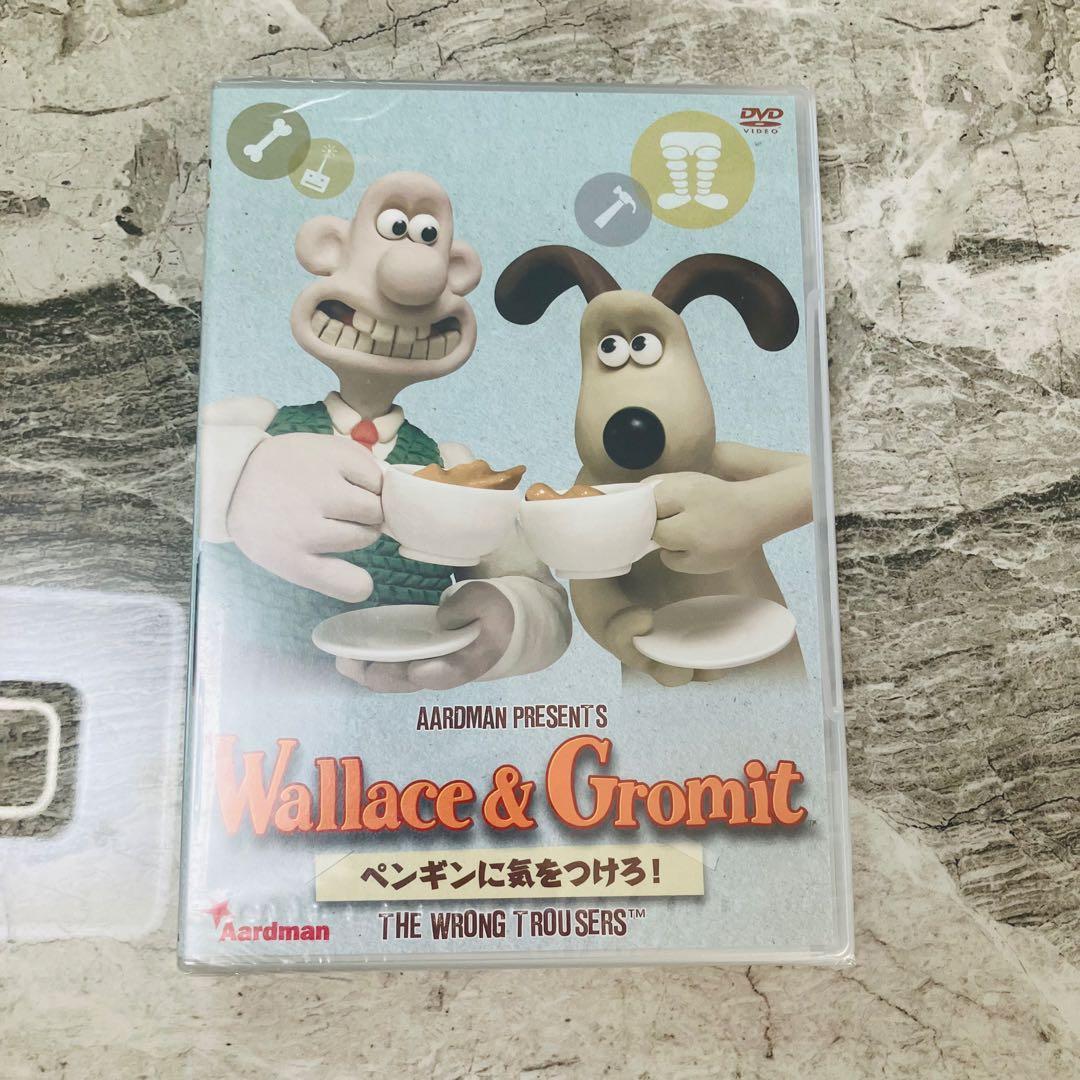 DVD
VIDEO
AARDMAN PRESENTS
Wallace & Gromit™
ペンギンに気をつけろ!
THE WRONG TROUSERS™
Aardman